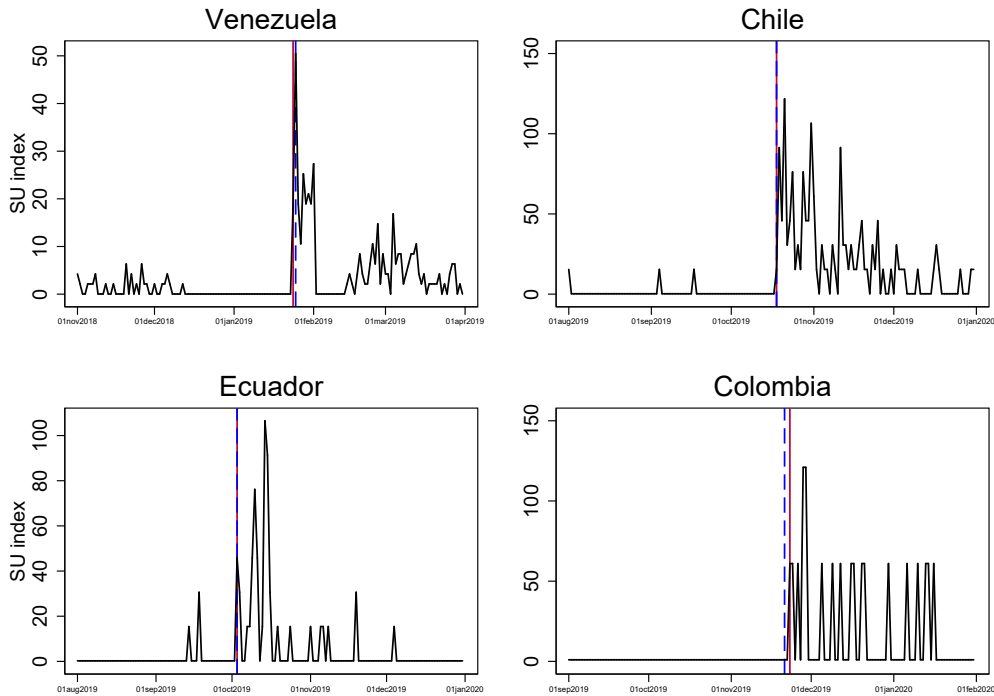 Venezuela
SU index
0
10
20
30
40
50
01nov2018 01dec2018 01jan2019 01feb2019 01mar2019 01apr2019
Chile
0
50
100
150
01aug2019 01sep2019 01oct2019 01nov2019 01dec2019 01jan2020
Ecuador
SU index
0
20
40
60
80
100
01aug2019 01sep2019 01oct2019 01nov2019 01dec2019 01jan2020
Colombia
0
50
100
150
01sep2019 01oct2019 01nov2019 01dec2019 01jan2020 01feb2020